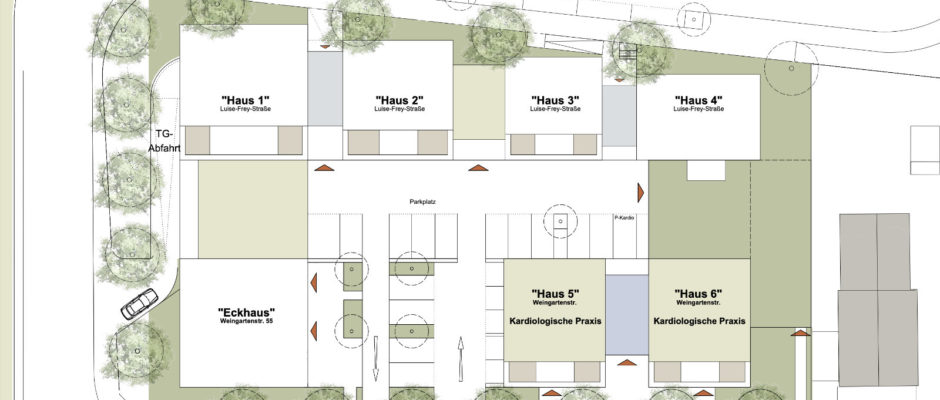 "Haus 1"
Luise-Frey-Straße
"Haus 2"
Luise-Frey-Straße
"Haus 3"
Luise-Frey-Straße
"Haus 4"
Luise-Frey-Straße
TG-
Abfahrt
Parkplatz
P-Kardio
"Eckhaus"
Weingartenstr. 55
"Haus 5"
Weingartenstr.
Kardiologische Praxis
"Haus 6"
Weingartenstr.
Kardiologische Praxis